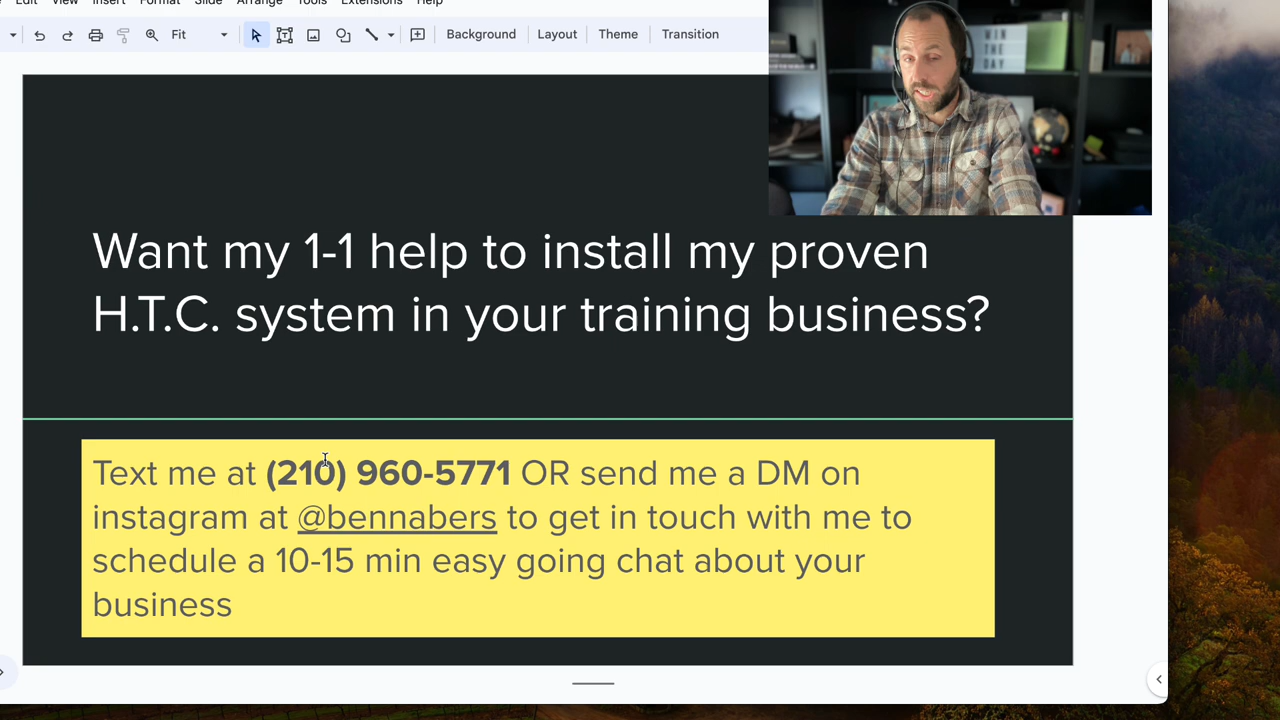 Edit View Insert Format Slide Arrange Tools Extensions Help
Fit Background Layout Theme Transition
WIN
THE
DAY
Want my 1-1 help to install my proven
H.T.C. system in your training business?
Text me at (210) 960-5771 OR send me a DM on
instagram at @bennabers to get in touch with me to
schedule a 10-15 min easy going chat about your
business